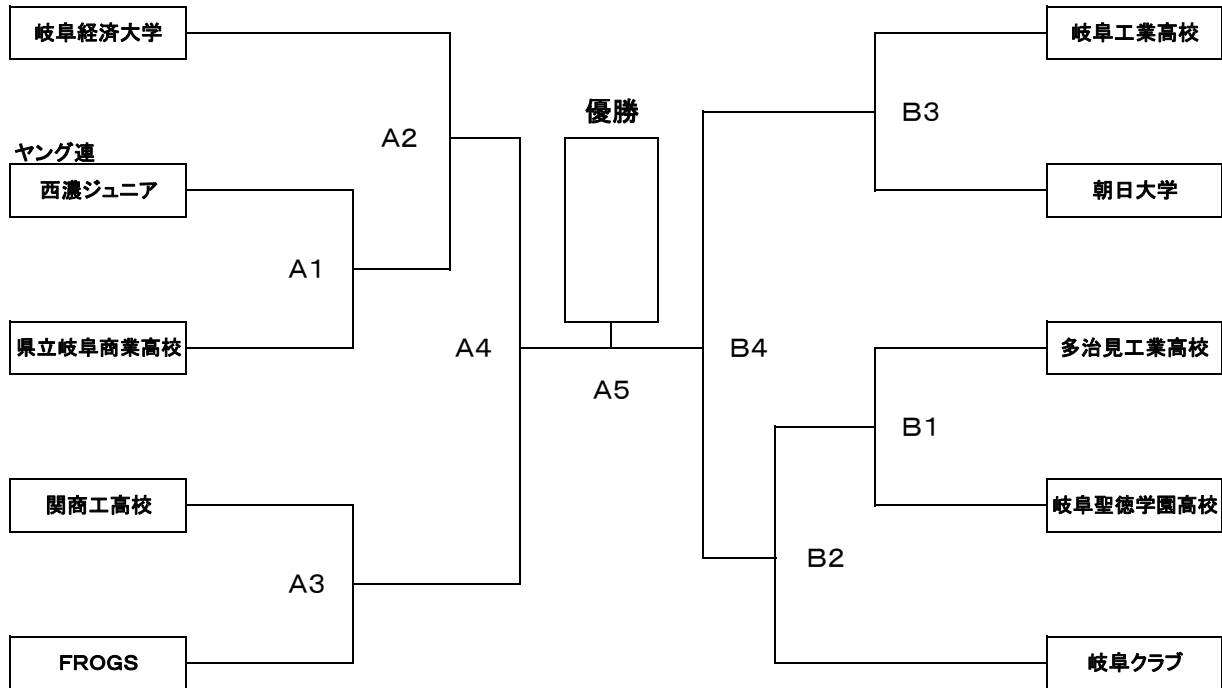 岐阜経済大学
岐阜工業高校
優勝
A2
B3
ヤング連
西濃ジュニア
朝日大学
A1
県立岐阜商業高校
A4
B4
多治見工業高校
A5
B1
関商工高校
岐阜聖徳学園高校
B2
A3
FROGS
岐阜クラブ